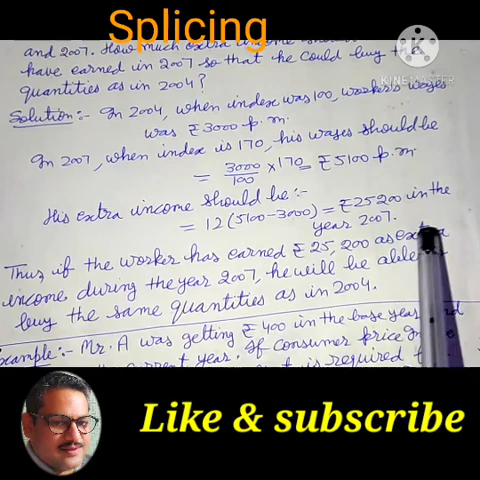 Splicing
KINEMASTER
and 2007. How much extra income
have earned in 2007 so that he could buy the
quantities as in 2004?
Solution:- In 2004, when index was 100, worker's wages
was ₹3000 p.m.
In 2007, when index is 170, his wages should be
= 3000/100 × 170 = ₹5100 p.m.
His extra income should be:-
= 12(5100-3000) = ₹25200 in the
year 2007.
Thus, if the worker has earned ₹25,200 as extra
income during the year 2007, he will be able
buy the same quantities as in 2004.
Example:- Mr. A was getting ₹400 in the base year
current year. If consumer price
it is required
Like & subscribe